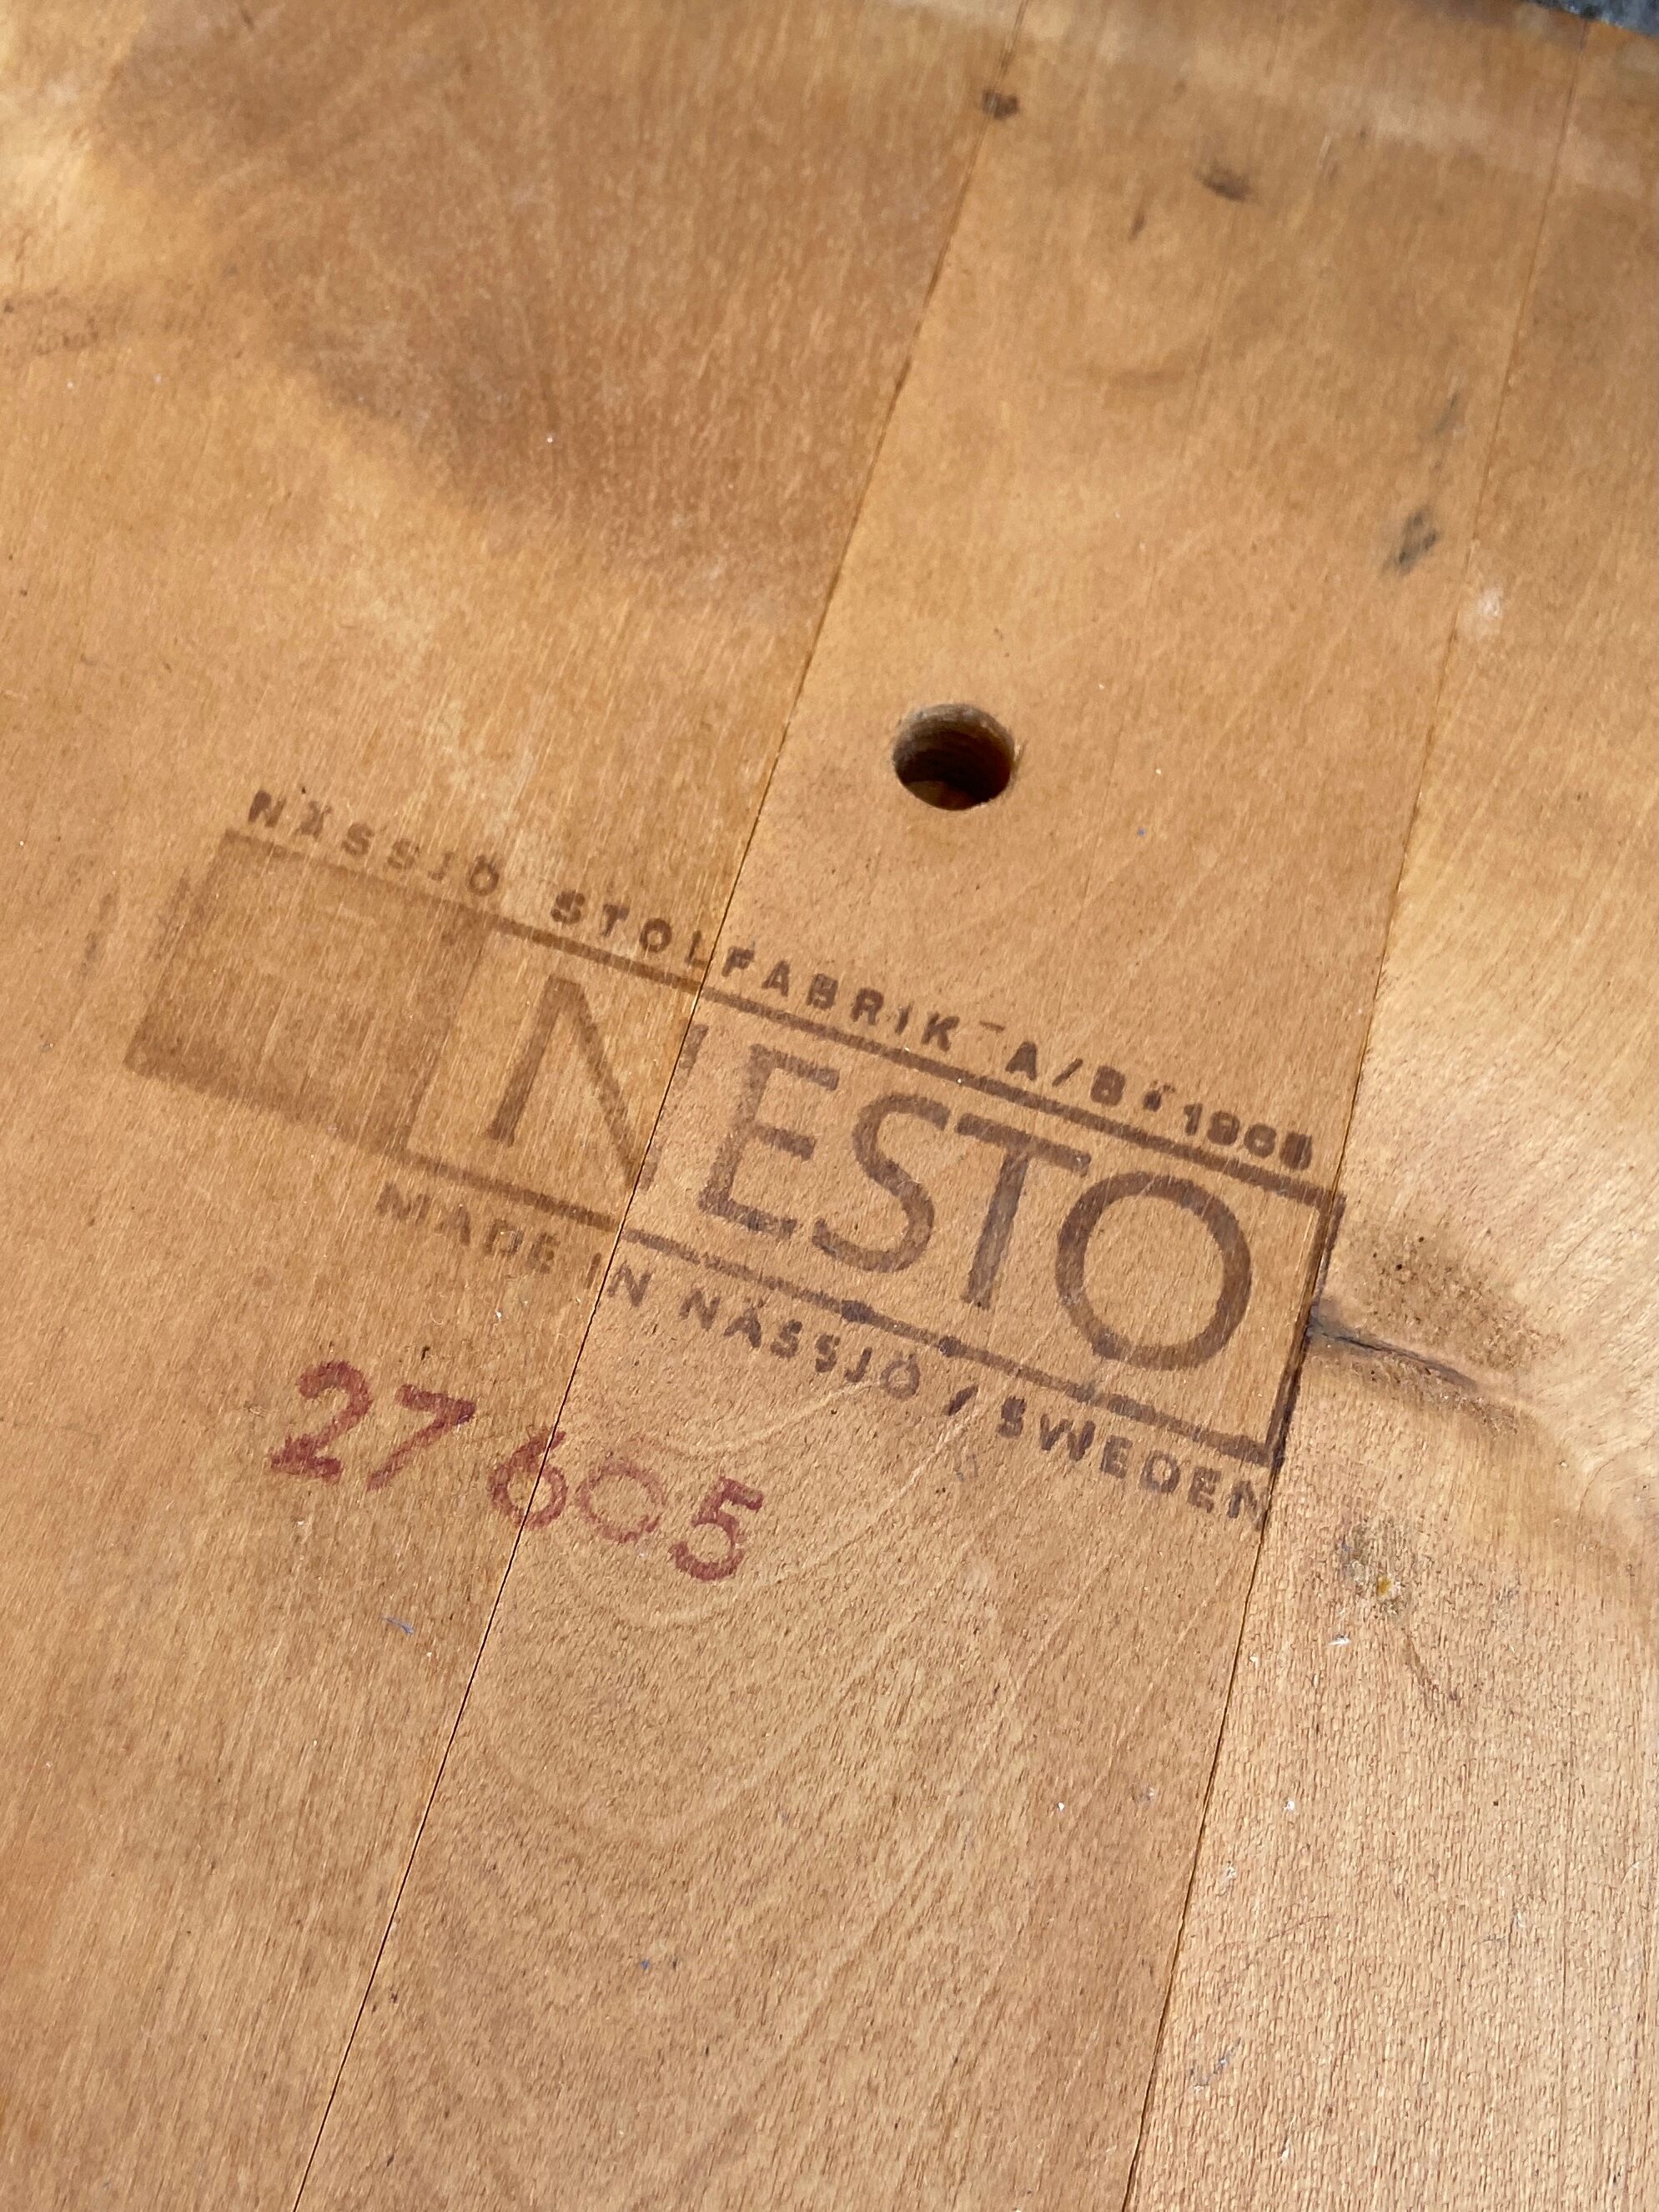 NÄSSJÖ STOLFABRIK A/B • 1965
NESTO
MADE IN NÄSSJÖ / SWEDEN
27605